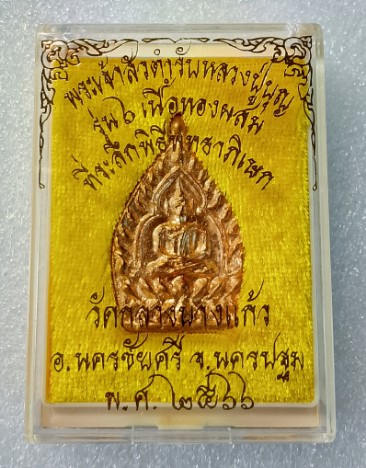 พระเจ้าสัวตำรับหลวงปู่บุญ
รุ่น ๖ เนื้อทองผสม
ที่ระลึกพิธีพุทธาภิเษก
วัดกลางบางแก้ว
อ.นครชัยศรี จ.นครปฐม
พ.ศ. ๒๕๖๖